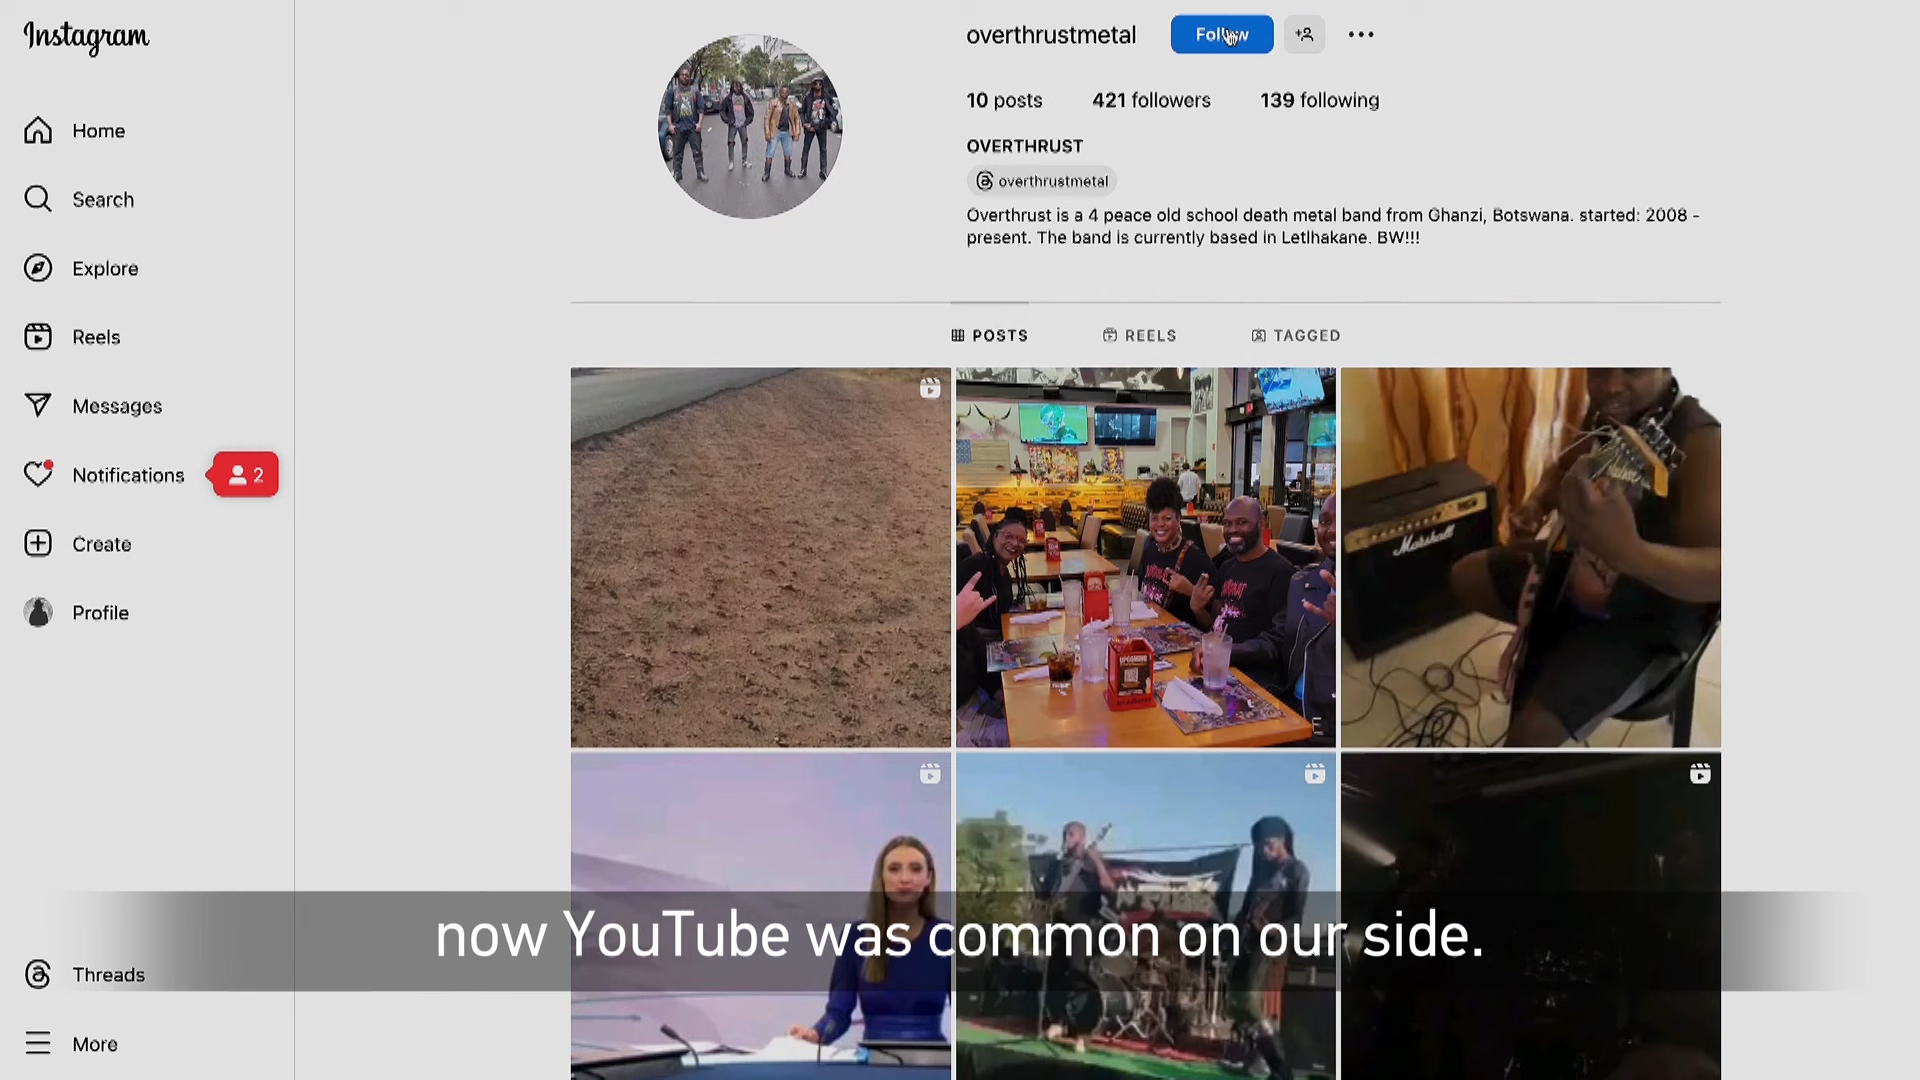 Instagram
overthrustmetal
Follow
10 posts 421 followers 139 following
OVERTHRUST
overthrustmetal
Overthrust is a 4 peace old school death metal band from Ghanzi, Botswana. started: 2008 -
present. The band is currently based in Letlhakane. BW!!!
Home
Search
Explore
Reels
Messages
Notifications
2
Create
Profile
Threads
More
POSTS REELS TAGGED
Marshall
UPCOMING
now YouTube was common on our side.